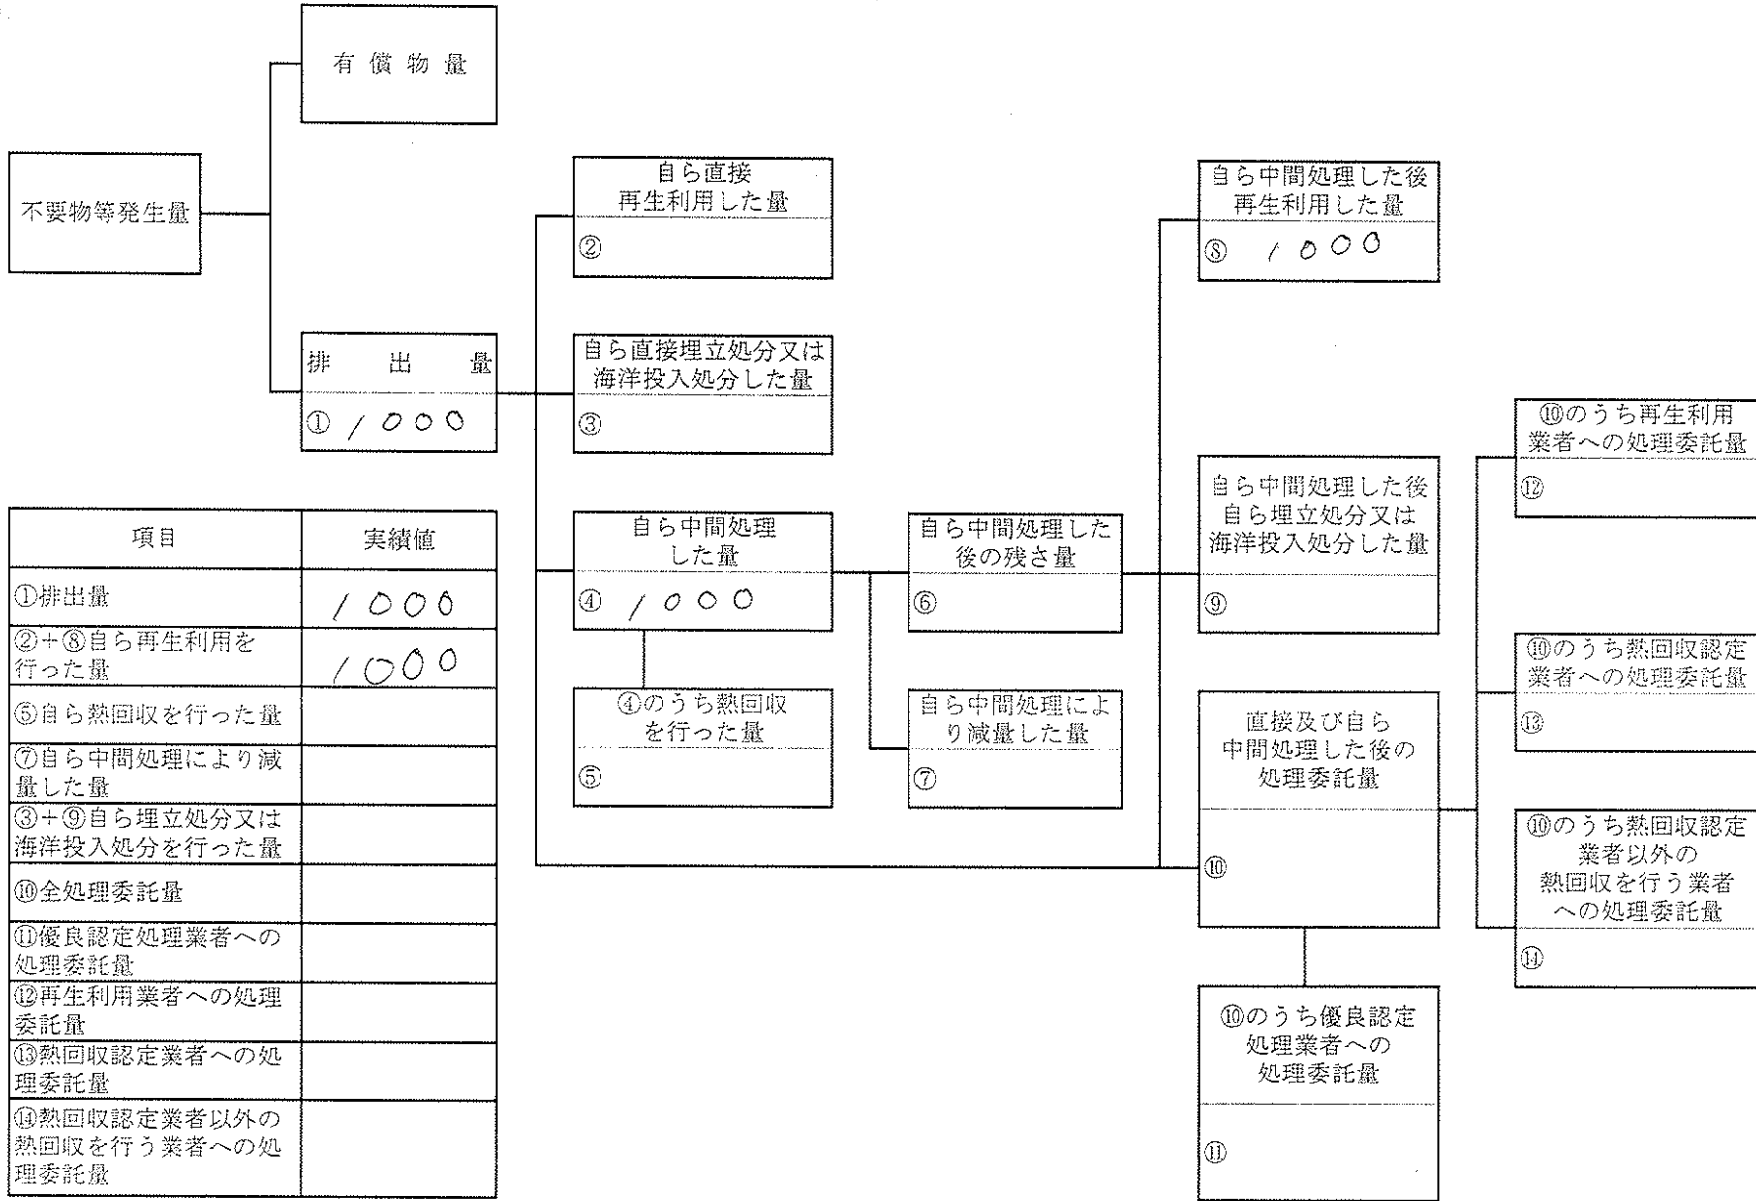 有償物量
不要物等発生量
排出量
① 1000
自ら直接
再生利用した量
②
自ら直接埋立処分又は
海洋投入処分した量
③
自ら中間処理
した量
④ 1000
④のうち熱回収
を行った量
⑤
自ら中間処理した
後の残さ量
⑥
自ら中間処理によ
り減量した量
⑦
自ら中間処理した後
再生利用した量
⑧ 1000
自ら中間処理した後
自ら埋立処分又は
海洋投入処分した量
⑨
直接及び自ら
中間処理した後の
処理委託量
⑩
⑩のうち優良認定
処理業者への
処理委託量
⑪
⑩のうち再生利用
業者への処理委託量
⑫
⑩のうち熱回収認定
業者への処理委託量
⑬
⑩のうち熱回収認定
業者以外の
熱回収を行う業者
への処理委託量
⑭
項目 実績値
①排出量 1000
②+⑧自ら再生利用を
行った量 1000
⑤自ら熱回収を行った量
⑦自ら中間処理により減
量した量
③+⑨自ら埋立処分又は
海洋投入処分を行った量
⑩全処理委託量
⑪優良認定処理業者への
処理委託量
⑫再生利用業者への処理
委託量
⑬熱回収認定業者への処
理委託量
⑭熱回収認定業者以外の
熱回収を行う業者への処
理委託量